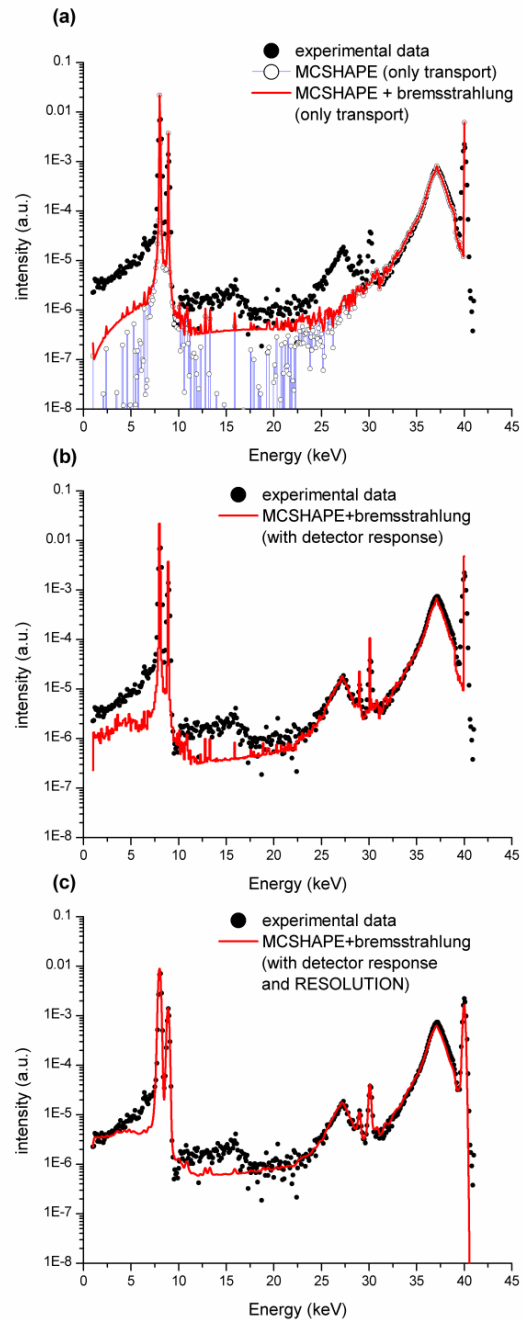 (a)
experimental data
MCSHAPE (only transport)
MCSHAPE + bremsstrahlung
(only transport)
0.1
0.01
1E-3
1E-4
1E-5
1E-6
1E-7
1E-8
intensity (a.u.)
0 5 10 15 20 25 30 35 40 45
Energy (keV)
(b)
experimental data
MCSHAPE+bremsstrahlung
(with detector response)
0.1
0.01
1E-3
1E-4
1E-5
1E-6
1E-7
1E-8
intensity (a.u.)
0 5 10 15 20 25 30 35 40 45
Energy (keV)
(c)
experimental data
MCSHAPE+bremsstrahlung
(with detector response
and RESOLUTION)
0.1
0.01
1E-3
1E-4
1E-5
1E-6
1E-7
1E-8
intensity (a.u.)
0 5 10 15 20 25 30 35 40 45
Energy (keV)